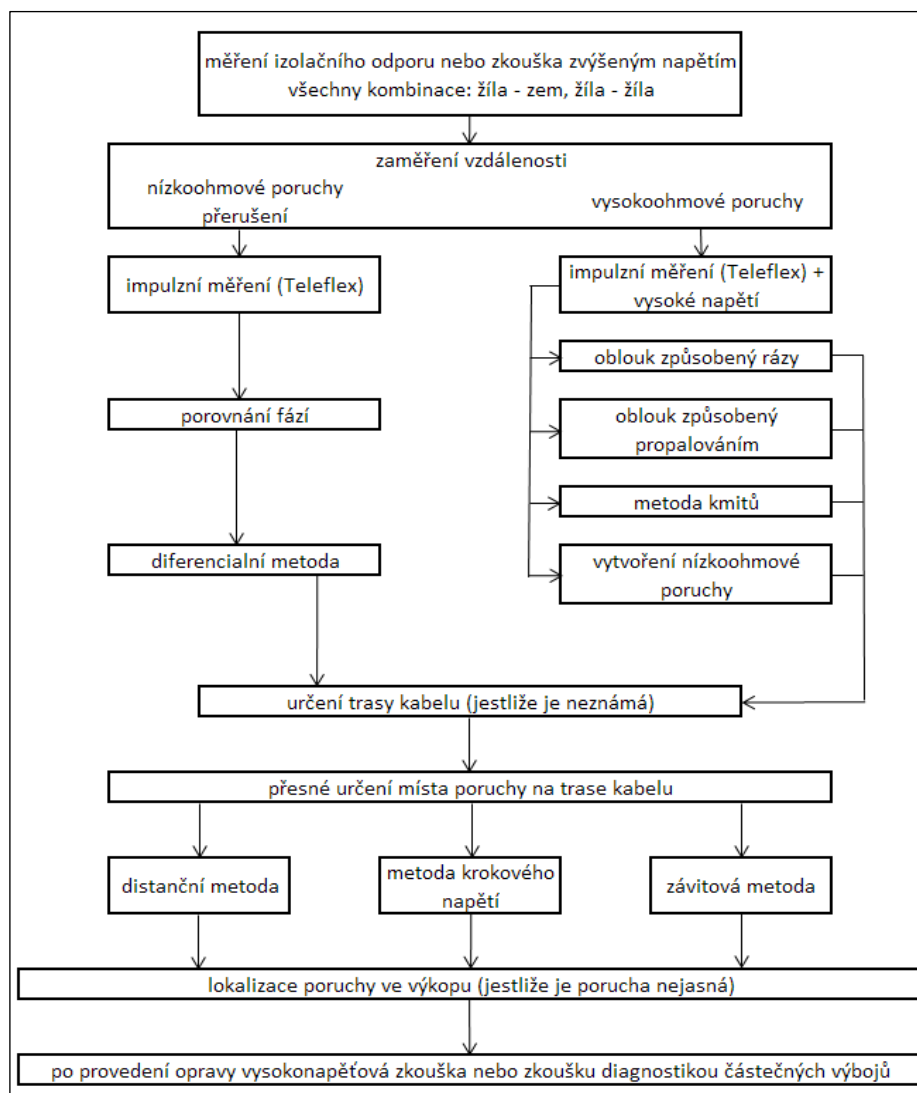 měření izolačního odporu nebo zkouška zvýšeným napětím
všechny kombinace: žíla - zem, žíla - žíla
zaměření vzdálenosti
nízkoohmové poruchy
přerušení
vysokoohmové poruchy
impulzní měření (Teleflex)
impulzní měření (Teleflex) +
vysoké napětí
oblouk způsobený rázy
porovnání fází
oblouk způsobený
propalováním
metoda kmitů
diferencialní metoda
vytvoření nízkoohmové
poruchy
určení trasy kabelu (jestliže je neznámá)
přesné určení místa poruchy na trase kabelu
distanční metoda
metoda krokového
napětí
závitová metoda
lokalizace poruchy ve výkopu (jestliže je porucha nejasná)
po provedení opravy vysokonapěťová zkouška nebo zkoušku diagnostikou částečných výbojů